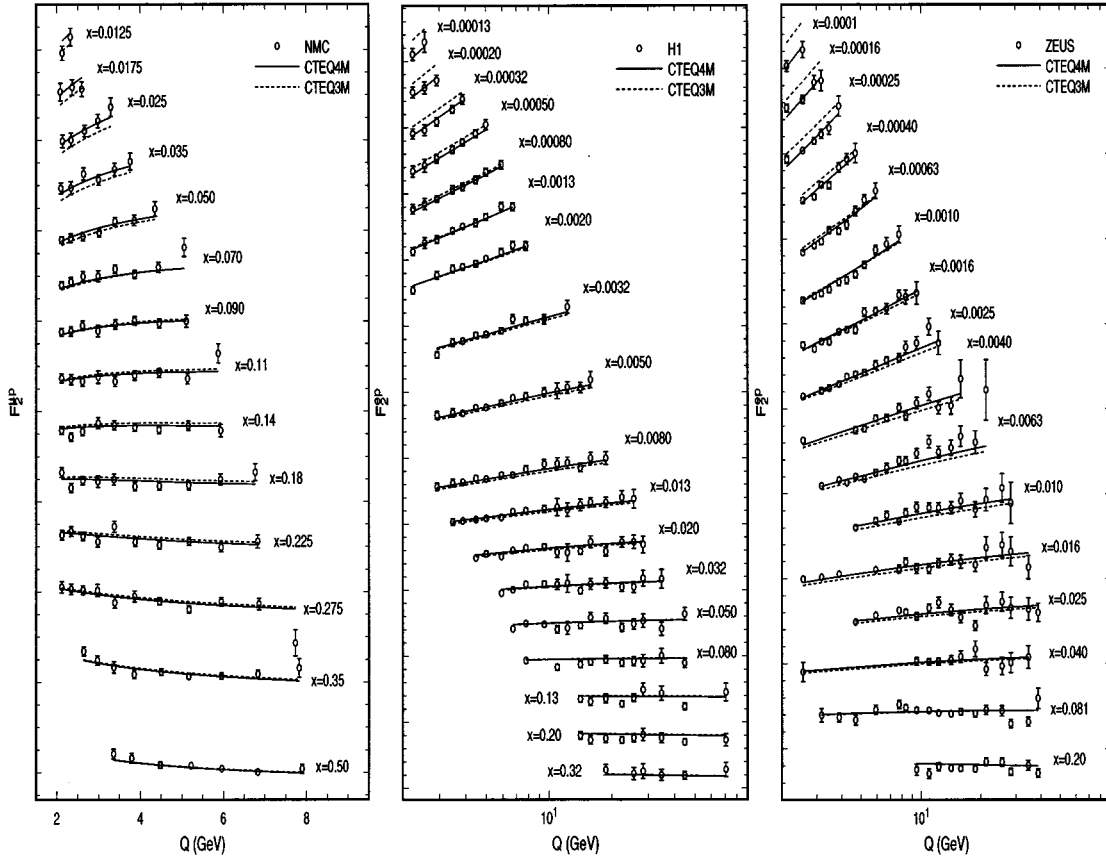 NMC
CTEQ4M
CTEQ3M
x=0.0125
x=0.0175
x=0.025
x=0.035
x=0.050
x=0.070
x=0.090
x=0.11
x=0.14
x=0.18
x=0.225
x=0.275
x=0.35
x=0.50
2 4 6 8
Q (GeV)
H1
CTEQ4M
CTEQ3M
x=0.00013
x=0.00020
x=0.00032
x=0.00050
x=0.00080
x=0.0013
x=0.0020
x=0.0032
x=0.0050
x=0.0080
x=0.013
x=0.020
x=0.032
x=0.050
x=0.080
x=0.13
x=0.20
x=0.32
10¹
Q (GeV)
ZEUS
CTEQ4M
CTEQ3M
x=0.0001
x=0.00016
x=0.00025
x=0.00040
x=0.00063
x=0.0010
x=0.0016
x=0.0025
x=0.0040
x=0.0063
x=0.010
x=0.016
x=0.025
x=0.040
x=0.081
x=0.20
10¹
Q (GeV)